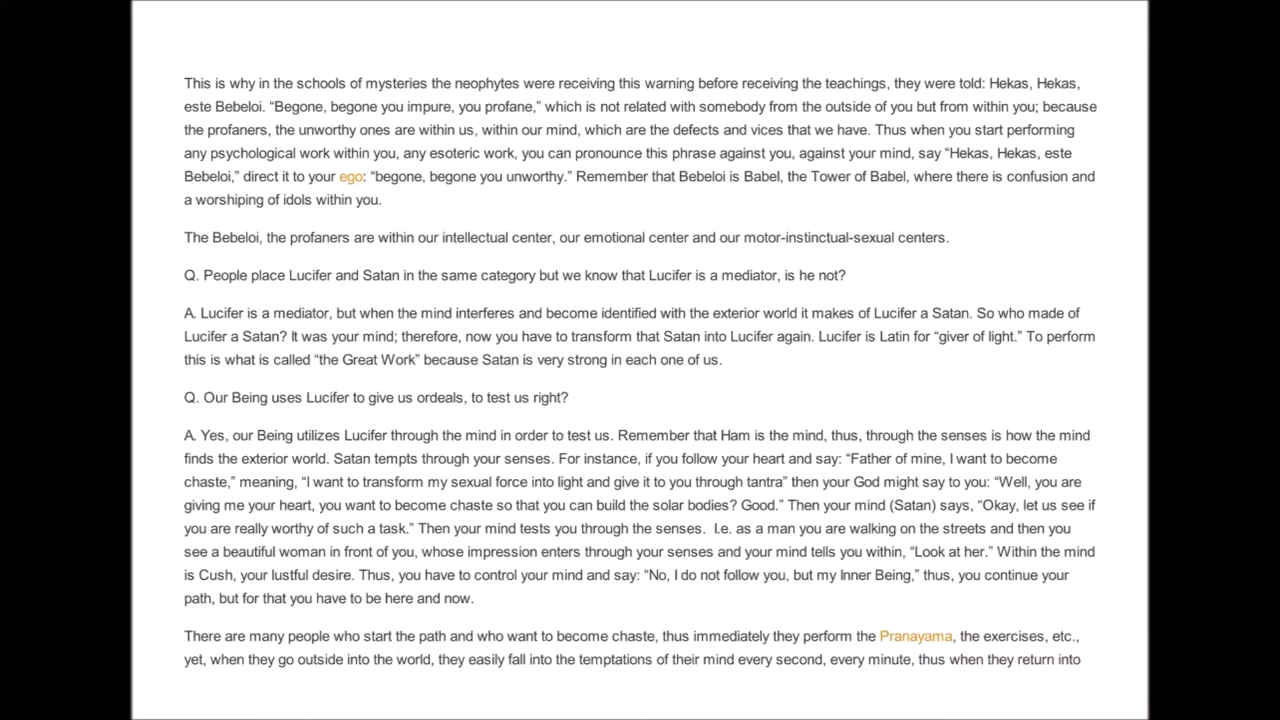 This is why in the schools of mysteries the neophytes were receiving this warning before receiving the teachings, they were told: Hekas, Hekas,
este Bebeloi. “Begone, begone you impure, you profane,” which is not related with somebody from the outside of you but from within you; because
the profaners, the unworthy ones are within us, within our mind, which are the defects and vices that we have. Thus when you start performing
any psychological work within you, any esoteric work, you can pronounce this phrase against you, against your mind, say “Hekas, Hekas, este
Bebeloi,” direct it to your ego: “begone, begone you unworthy.” Remember that Bebeloi is Babel, the Tower of Babel, where there is confusion and
a worshiping of idols within you.
The Bebeloi, the profaners are within our intellectual center, our emotional center and our motor-instinctual-sexual centers.
Q. People place Lucifer and Satan in the same category but we know that Lucifer is a mediator, is he not?
A. Lucifer is a mediator, but when the mind interferes and become identified with the exterior world it makes of Lucifer a Satan. So who made of
Lucifer a Satan? It was your mind; therefore, now you have to transform that Satan into Lucifer again. Lucifer is Latin for “giver of light.” To perform
this is what is called “the Great Work” because Satan is very strong in each one of us.
Q. Our Being uses Lucifer to give us ordeals, to test us right?
A. Yes, our Being utilizes Lucifer through the mind in order to test us. Remember that Ham is the mind, thus, through the senses is how the mind
finds the exterior world. Satan tempts through your senses. For instance, if you follow your heart and say: “Father of mine, I want to become
chaste,” meaning, “I want to transform my sexual force into light and give it to you through tantra” then your God might say to you: “Well, you are
giving me your heart, you want to become chaste so that you can build the solar bodies? Good.” Then your mind (Satan) says, “Okay, let us see if
you are really worthy of such a task.” Then your mind tests you through the senses.  I.e. as a man you are walking on the streets and then you
see a beautiful woman in front of you, whose impression enters through your senses and your mind tells you within, “Look at her.” Within the mind
is Cush, your lustful desire. Thus, you have to control your mind and say: “No, I do not follow you, but my Inner Being,” thus, you continue your
path, but for that you have to be here and now.
There are many people who start the path and who want to become chaste, thus immediately they perform the Pranayama, the exercises, etc.,
yet, when they go outside into the world, they easily fall into the temptations of their mind every second, every minute, thus when they return into